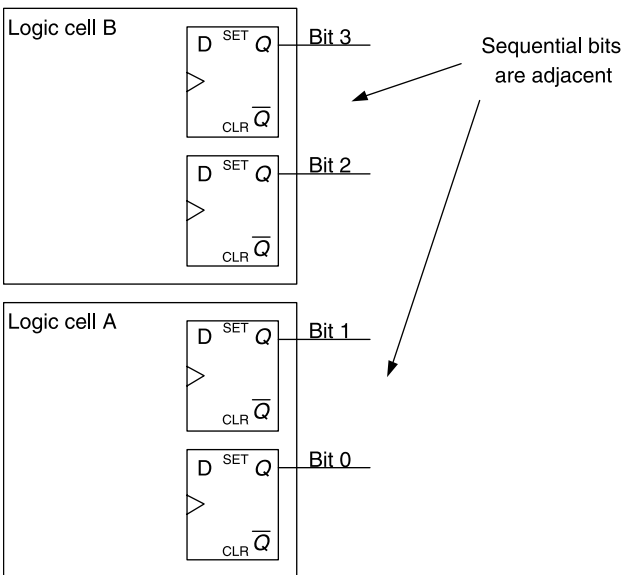 Logic cell B
D SET Q Bit 3
CLR Q
D SET Q Bit 2
CLR Q
Sequential bits
are adjacent
Logic cell A
D SET Q Bit 1
CLR Q
D SET Q Bit 0
CLR Q